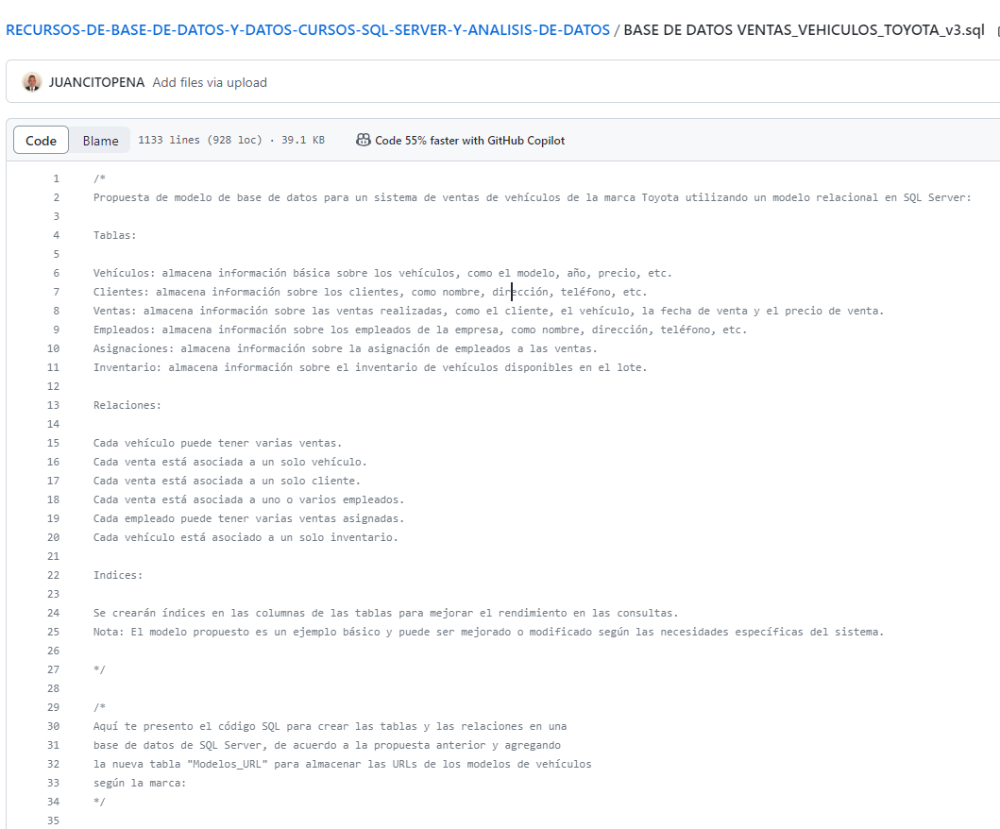 RECURSOS-DE-BASE-DE-DATOS-Y-DATOS-CURSOS-SQL-SERVER-Y-ANALISIS-DE-DATOS / BASE DE DATOS VENTAS_VEHICULOS_TOYOTA_v3.sql
JUANCITOPENA Add files via upload
Code Blame 1133 lines (928 loc) · 39.1 KB Code 55% faster with GitHub Copilot
1 /*
2 Propuesta de modelo de base de datos para un sistema de ventas de vehículos de la marca Toyota utilizando un modelo relacional en SQL Server:
3
4 Tablas:
5
6 Vehículos: almacena información básica sobre los vehículos, como el modelo, año, precio, etc.
7 Clientes: almacena información sobre los clientes, como nombre, dirección, teléfono, etc.
8 Ventas: almacena información sobre las ventas realizadas, como el cliente, el vehículo, la fecha de venta y el precio de venta.
9 Empleados: almacena información sobre los empleados de la empresa, como nombre, dirección, teléfono, etc.
10 Asignaciones: almacena información sobre la asignación de empleados a las ventas.
11 Inventario: almacena información sobre el inventario de vehículos disponibles en el lote.
12
13 Relaciones:
14
15 Cada vehículo puede tener varias ventas.
16 Cada venta está asociada a un solo vehículo.
17 Cada venta está asociada a un solo cliente.
18 Cada venta está asociada a uno o varios empleados.
19 Cada empleado puede tener varias ventas asignadas.
20 Cada vehículo está asociado a un solo inventario.
21
22 Indices:
23
24 Se crearán índices en las columnas de las tablas para mejorar el rendimiento en las consultas.
25 Nota: El modelo propuesto es un ejemplo básico y puede ser mejorado o modificado según las necesidades específicas del sistema.
26
27 */
28
29 /*
30 Aquí te presento el código SQL para crear las tablas y las relaciones en una
31 base de datos de SQL Server, de acuerdo a la propuesta anterior y agregando
32 la nueva tabla "Modelos_URL" para almacenar las URLs de los modelos de vehículos
33 según la marca:
34 */
35